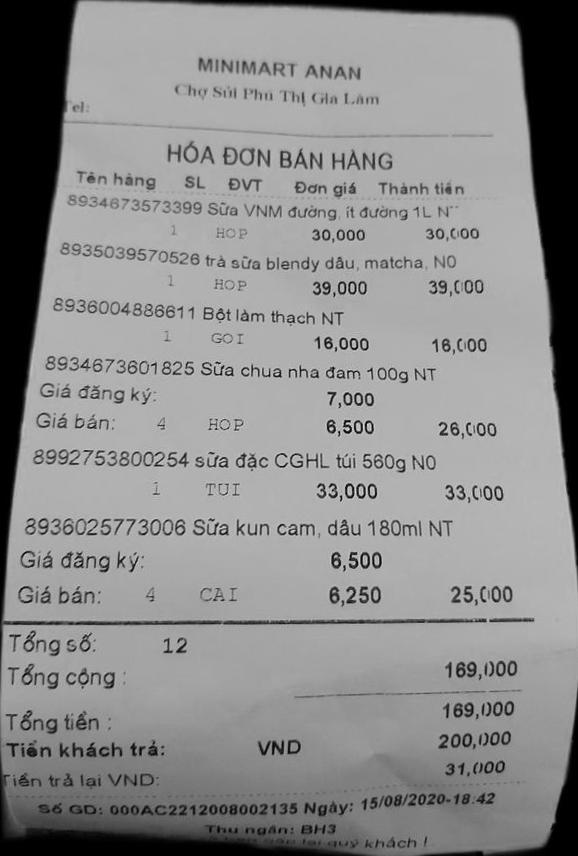 MINIMART ANAN
Chợ Sủi Phú Thị Gia Lâm
Tel:
HÓA ĐƠN BÁN HÀNG
Tên hàng SL ĐVT Đơn giá Thành tiền
8934673573399 Sữa VNM đường, ít đường 1L
1 HOP 30,000 30,000
8935039570526 trà sữa blendy dâu, matcha, N0
1 HOP 39,000 39,000
8936004886611 Bột làm thạch NT
1 GOI 16,000 16,000
8934673601825 Sữa chua nha đam 100g NT
Giá đăng ký: 7,000
Giá bán: 4 HOP 6,500 26,000
8992753800254 sữa đặc CGHL túi 560g N0
1 TUI 33,000 33,000
8936025773006 Sữa kun cam, dâu 180ml NT
Giá đăng ký: 6,500
Giá bán: 4 CAI 6,250 25,000
Tổng số: 12
Tổng cộng : 169,000
Tổng tiền : 169,000
Tiền khách trả: VND 200,000
Tiền trả lại VND: 31,000
Số GD: 000AC2212008002135 Ngày: 15/08/2020-18:42
Thu ngân: BH3
lại quý khách !